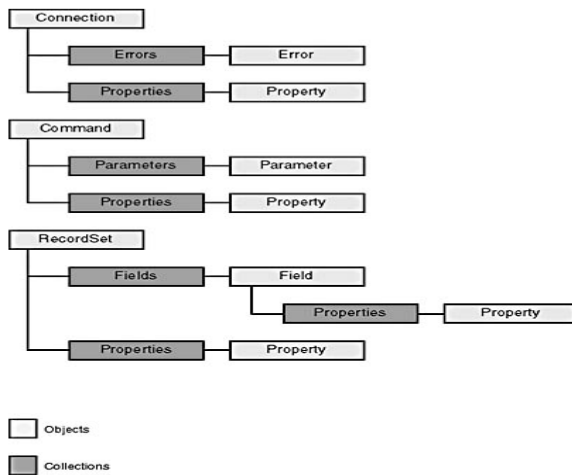 Connection
Errors Error
Properties Property
Command
Parameters Parameter
Properties Property
RecordSet
Fields Field
Properties Property
Properties Property
Objects
Collections